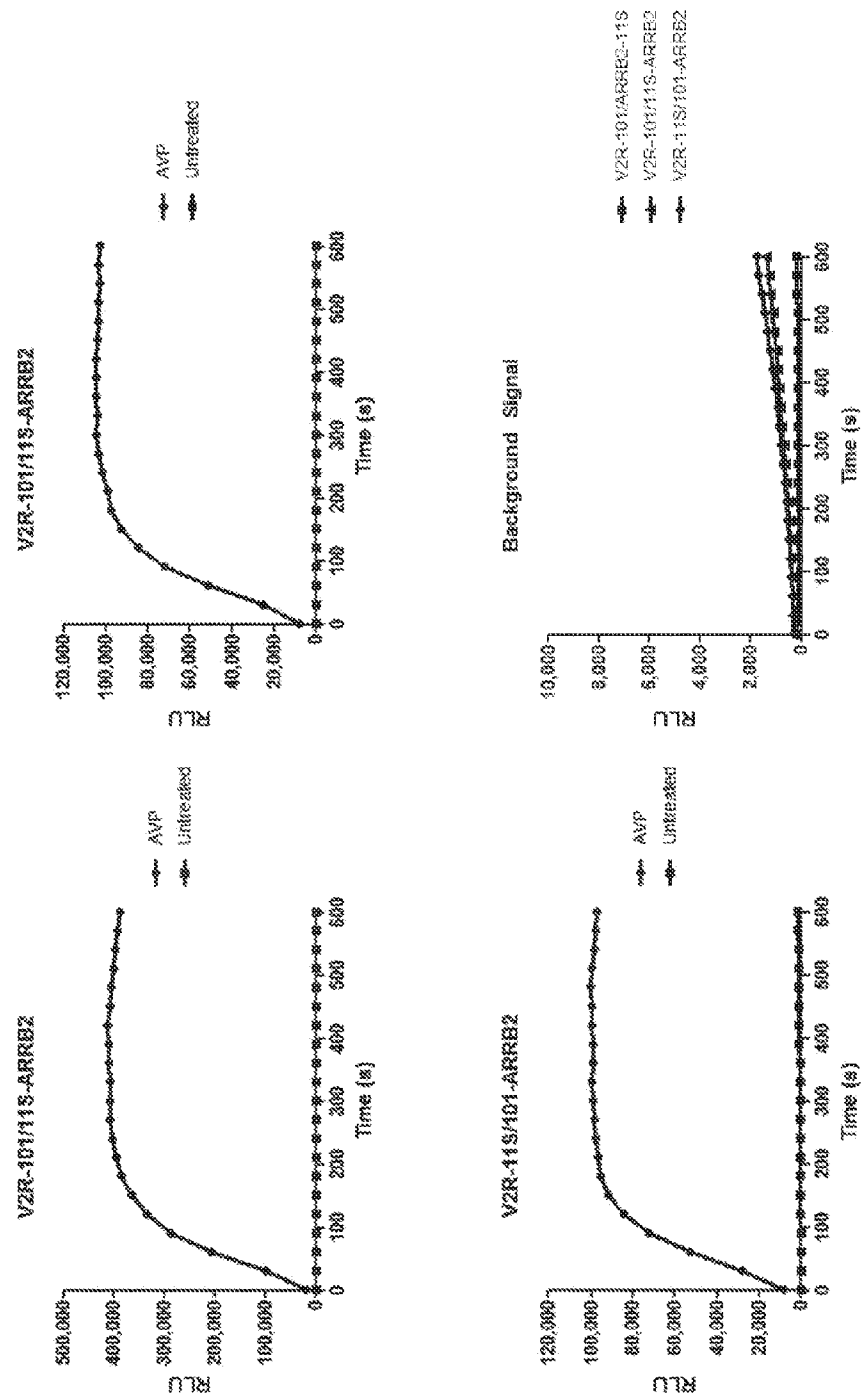 V2R-101/11S-ARRB2
500,000
400,000
300,000
200,000
100,000
0
RLU
0 100 200 300 400 500 600
Time (s)
AVP
Untreated
V2R-101/11S-ARRB2
120,000
100,000
80,000
60,000
40,000
20,000
0
RLU
0 100 200 300 400 500 600
Time (s)
AVP
Untreated
V2R-11S/101-ARRB2
120,000
100,000
80,000
60,000
40,000
20,000
0
RLU
0 100 200 300 400 500 600
Time (s)
AVP
Untreated
Background Signal
10,000
8,000
6,000
4,000
2,000
0
RLU
0 100 200 300 400 500 600
Time (s)
V2R-101/ARRB2-11S
V2R-101/11S-ARRB2
V2R-11S/101-ARRB2